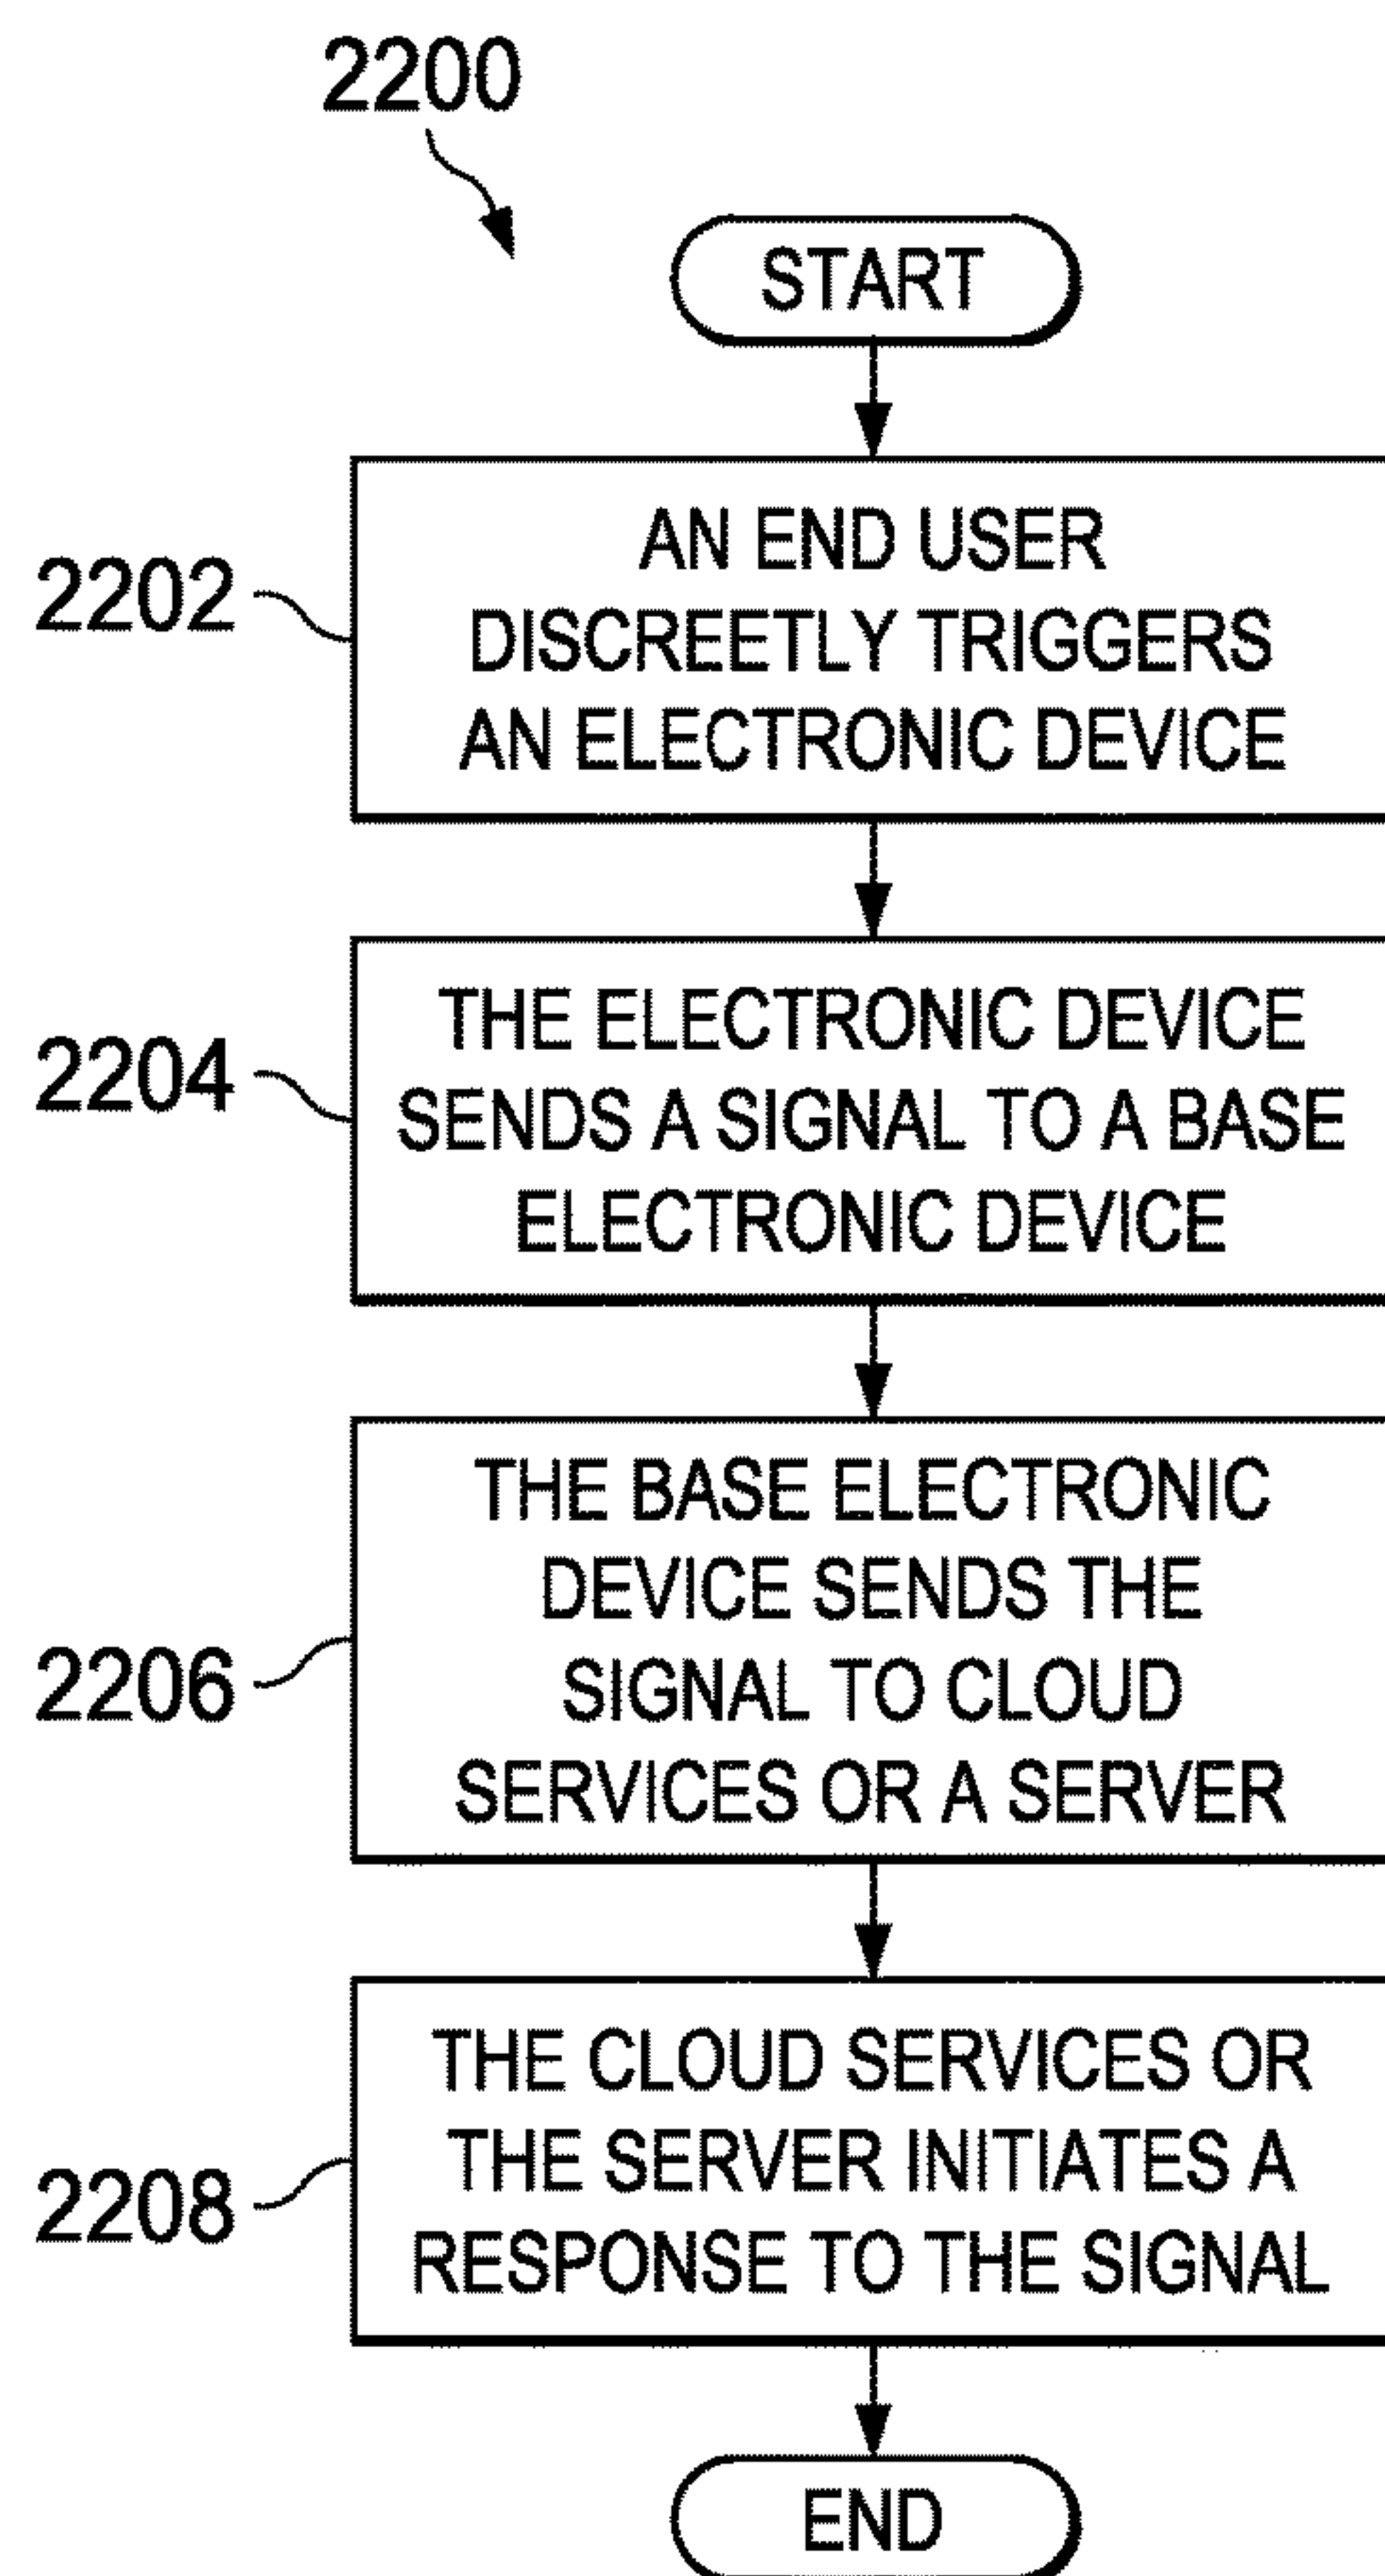 2200
START
2202
AN END USER
DISCREETLY TRIGGERS
AN ELECTRONIC DEVICE
2204
THE ELECTRONIC DEVICE
SENDS A SIGNAL TO A BASE
ELECTRONIC DEVICE
2206
THE BASE ELECTRONIC
DEVICE SENDS THE
SIGNAL TO CLOUD
SERVICES OR A SERVER
2208
THE CLOUD SERVICES OR
THE SERVER INITIATES A
RESPONSE TO THE SIGNAL
END